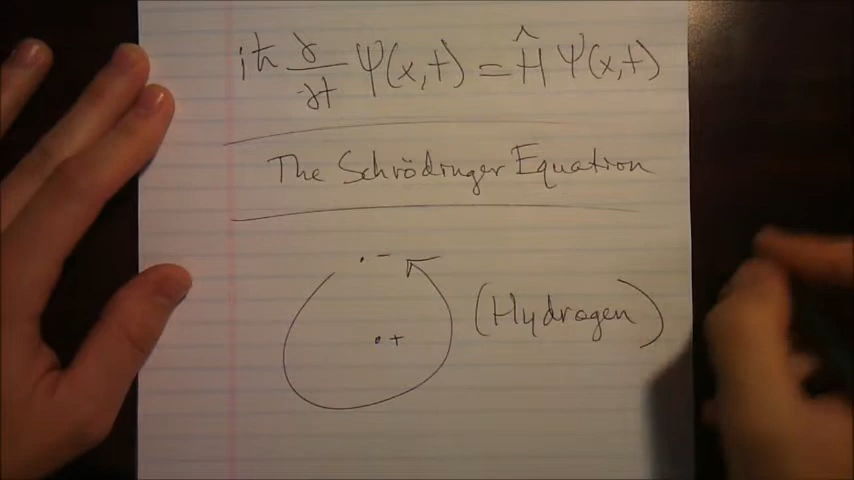 iħ ∂/∂t Ψ(x,t) = Ĥ Ψ(x,t)
The Schrödinger Equation
. -
. +
(Hydrogen)